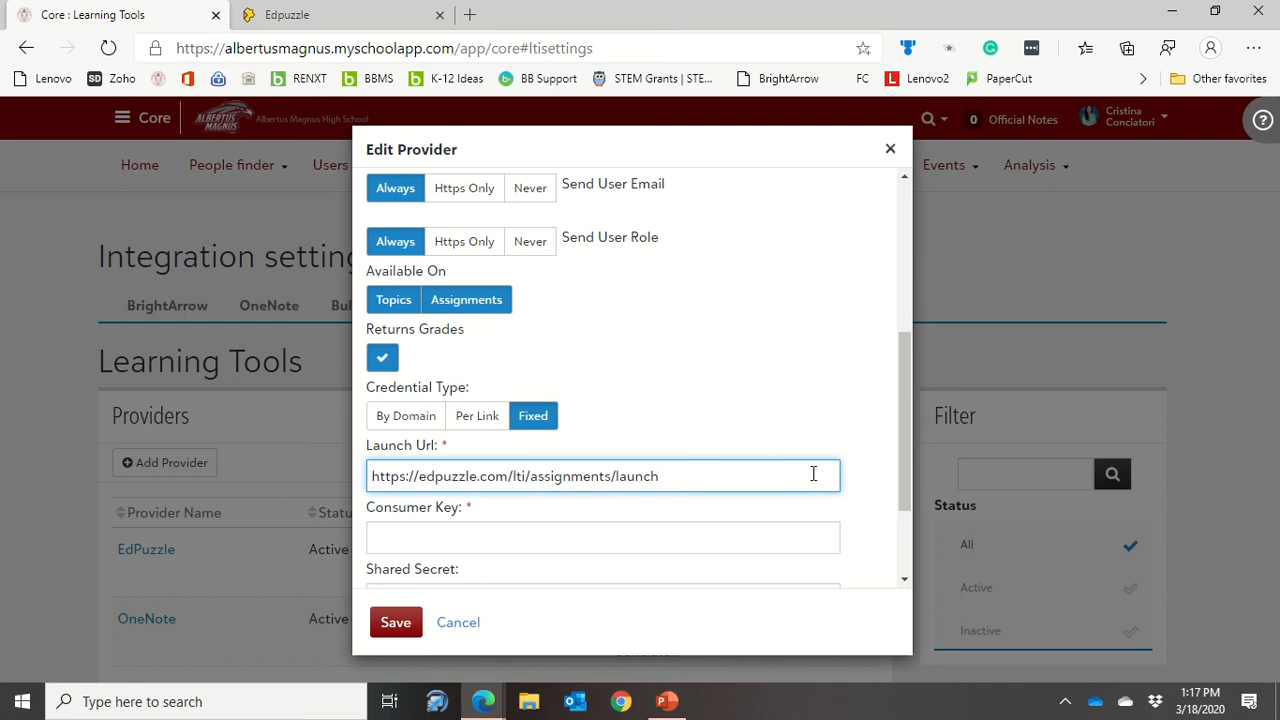 Core : Learning Tools
Edpuzzle
https://albertusmagnus.myschoolapp.com/app/core#ltisettings
Lenovo
SD Zoho
RENXT
BBMS
K-12 Ideas
BB Support
STEM Grants | STE...
BrightArrow
FC
L Lenovo2
PaperCut
Other favorites
Core
ALBERTUS MAGNUS
Albertus Magnus High School
0 Official Notes
Cristina
Conciatori
Home
People finder
Users
Events
Analysis
Edit Provider
Always Https Only Never Send User Email
Always Https Only Never Send User Role
Available On
Topics Assignments
Returns Grades
Credential Type:
By Domain Per Link Fixed
Launch Url: *
https://edpuzzle.com/lti/assignments/launch
Consumer Key: *
Shared Secret:
Save Cancel
BrightArrow OneNote
Learning Tools
Providers
Add Provider
Provider Name
EdPuzzle Active
OneNote Active
Filter
Status
All
Active
Inactive
Type here to search
1:17 PM
3/18/2020